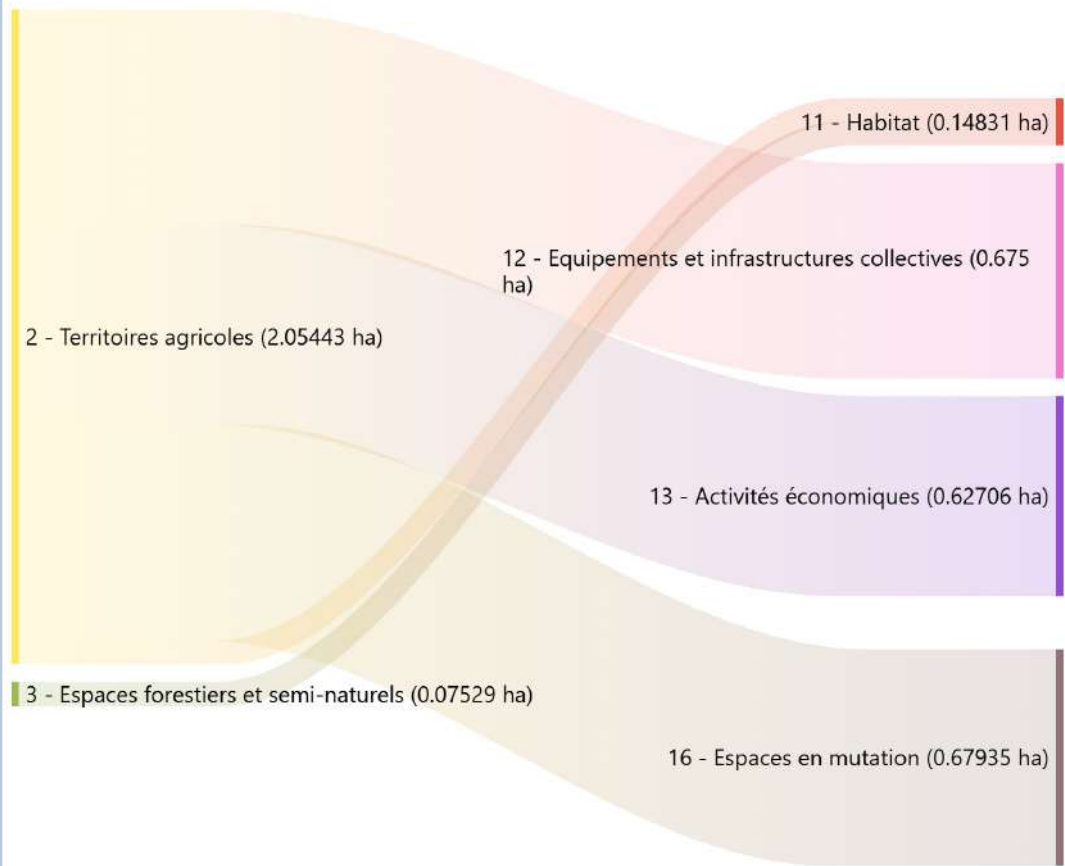 11 - Habitat (0.14831 ha)
12 - Equipements et infrastructures collectives (0.675
ha)
2 - Territoires agricoles (2.05443 ha)
13 - Activités économiques (0.62706 ha)
3 - Espaces forestiers et semi-naturels (0.07529 ha)
16 - Espaces en mutation (0.67935 ha)